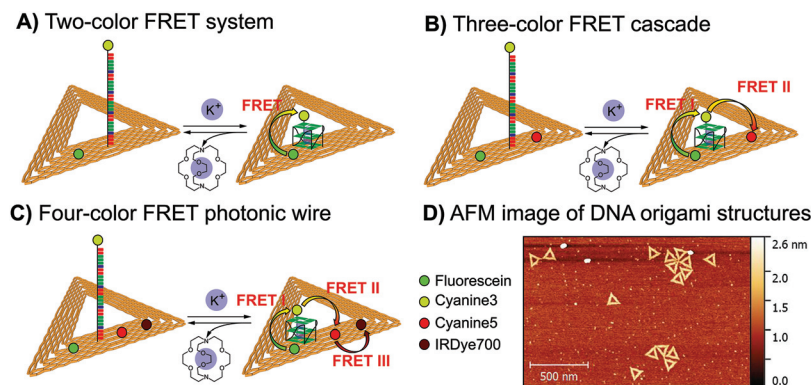 A) Two-color FRET system
K+
FRET
B) Three-color FRET cascade
K+
FRET I
FRET II
C) Four-color FRET photonic wire
K+
FRET I
FRET II
FRET III
Fluorescein
Cyanine3
Cyanine5
IRDye700
D) AFM image of DNA origami structures
500 nm
2.6 nm
2.0
1.0
0.0